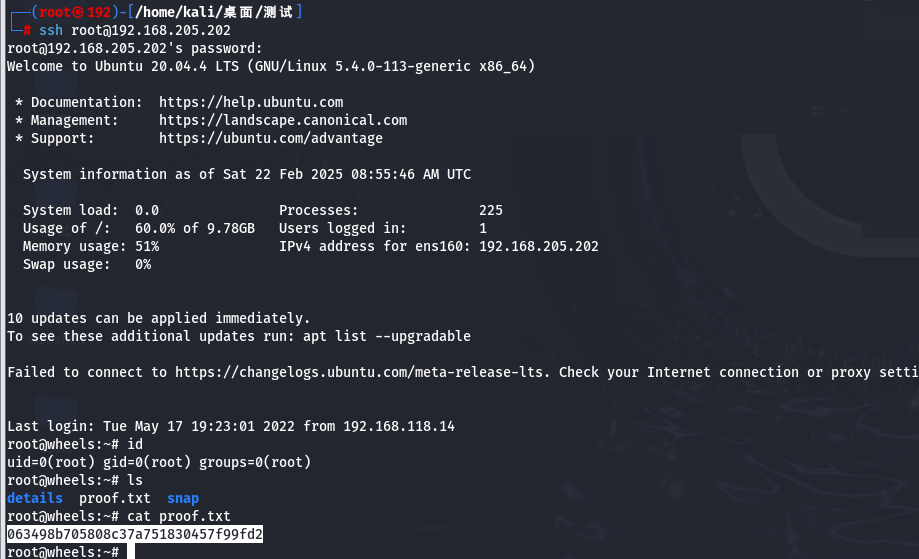 ┌──(root㉿192)-[/home/kali/桌面/测试]
└─# ssh root@192.168.205.202
root@192.168.205.202's password:
Welcome to Ubuntu 20.04.4 LTS (GNU/Linux 5.4.0-113-generic x86_64)
* Documentation:  https://help.ubuntu.com
* Management:     https://landscape.canonical.com
* Support:        https://ubuntu.com/advantage
System information as of Sat 22 Feb 2025 08:55:46 AM UTC
System load:  0.0               Processes:               225
Usage of /:   60.0% of 9.78GB   Users logged in:         1
Memory usage: 51%               IPv4 address for ens160: 192.168.205.202
Swap usage:   0%
10 updates can be applied immediately.
To see these additional updates run: apt list --upgradable
Failed to connect to https://changelogs.ubuntu.com/meta-release-lts. Check your Internet connection or proxy setti
Last login: Tue May 17 19:23:01 2022 from 192.168.118.14
root@wheels:~# id
uid=0(root) gid=0(root) groups=0(root)
root@wheels:~# ls
details  proof.txt  snap
root@wheels:~# cat proof.txt
063498b705808c37a751830457f99fd2
root@wheels:~#